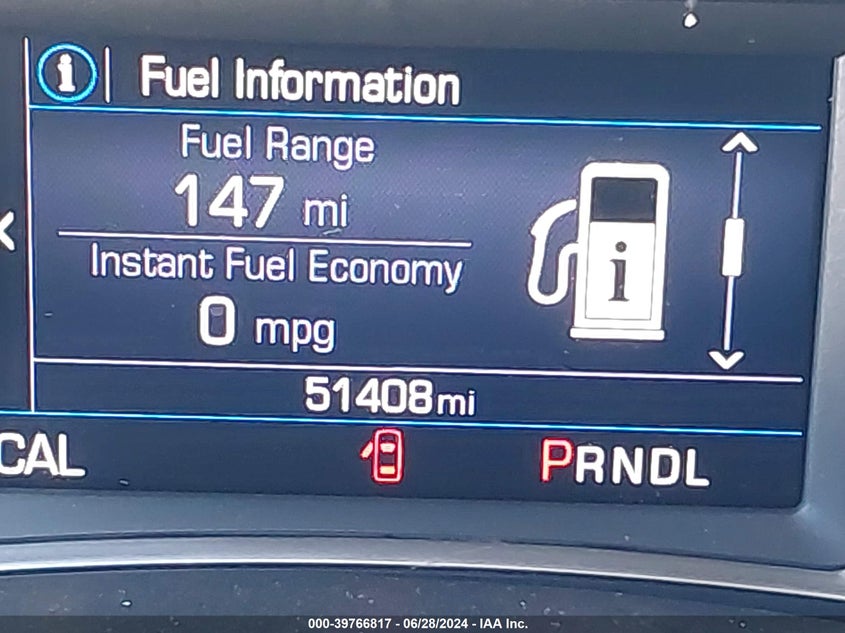 i Fuel Information
Fuel Range
147 mi
Instant Fuel Economy
0 mpg
i
51408mi
CAL
PRNDL
000-39766817 - 06/28/2024 - IAA Inc.